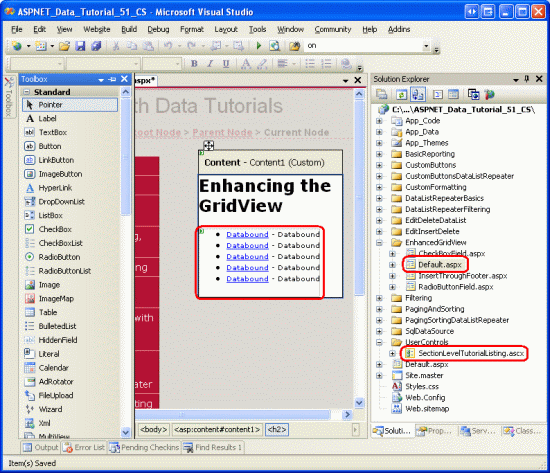 ASPNET_Data_Tutorial_51_CS - Microsoft Visual Studio
File Edit View Website Build Debug Format Layout Tools Window Community Help Addins
on
Toolbox
Toolbox
Standard
Pointer
Label
TextBox
Button
LinkButton
ImageButton
HyperLink
DropDownList
ListBox
CheckBox
CheckBoxList
RadioButton
RadioButtonList
Image
ImageMap
Table
BulletedList
HiddenField
Literal
Calendar
AdRotator
FileUpload
Wizard
Xml
MultiView
aspx*
th Data Tutorials
oot Node > Parent Node > Current Node
Content - Content1 (Custom)
Enhancing the
GridView
Databound - Databound
Databound - Databound
Databound - Databound
Databound - Databound
Databound - Databound
with
ater
ting
<body> <asp:content#content1> <h2>
Solution Explorer
C:\...\ASPNET_Data_Tutorial_51_CS\
App_Code
App_Data
App_Themes
BasicReporting
CustomButtons
CustomButtonsDataListRepeater
CustomFormatting
DataListRepeaterBasics
DataListRepeaterFiltering
EditDeleteDataList
EditInsertDelete
EnhancedGridView
CheckBoxField.aspx
Default.aspx
InsertThroughFooter.aspx
RadioButtonField.aspx
Filtering
PagingAndSorting
PagingSortingDataListRepeater
SqlDataSource
UserControls
SectionLevelTutorialListing.ascx
Default.aspx
Site.master
Styles.css
Web.Config
Web.sitemap
Soluti... Prop... Serv... Class...
Output Error List Pending Checkins Find Results 1
Item(s) Saved